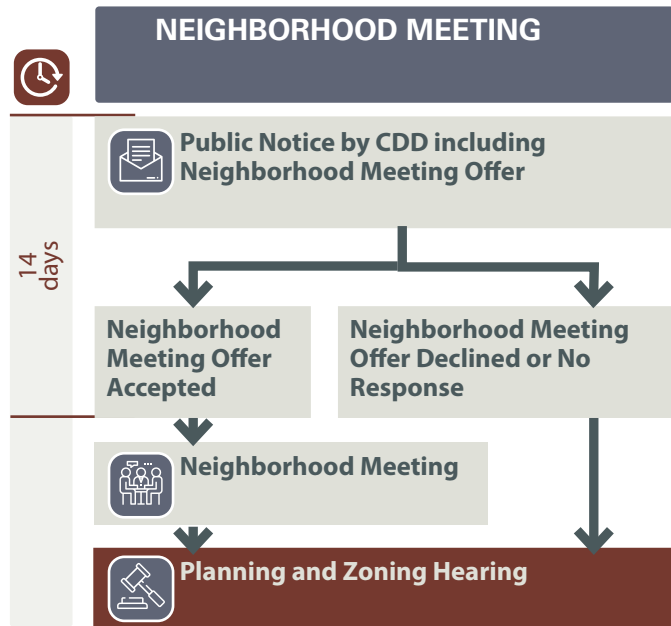 NEIGHBORHOOD MEETING
Public Notice by CDD including
Neighborhood Meeting Offer
14
days
Neighborhood
Meeting Offer
Accepted
Neighborhood Meeting
Offer Declined or No
Response
Neighborhood Meeting
Planning and Zoning Hearing